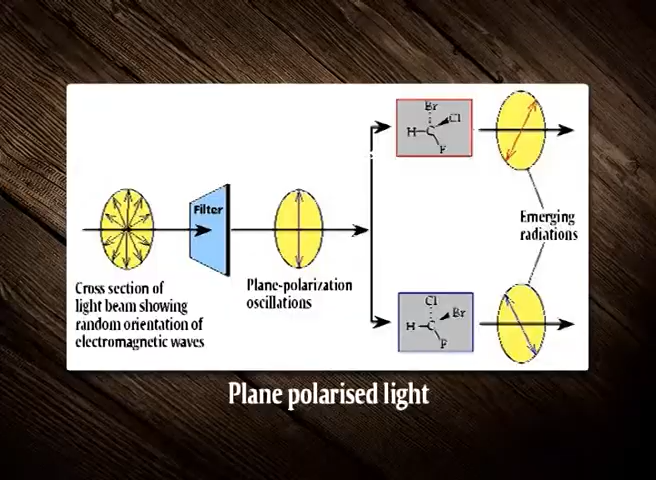 Br
H C Cl
F
Filter
Emerging
radiations
Cross section of
light beam showing
random orientation of
electromagnetic waves
Plane-polarization
oscillations
Cl
H C Br
F
Plane polarised light